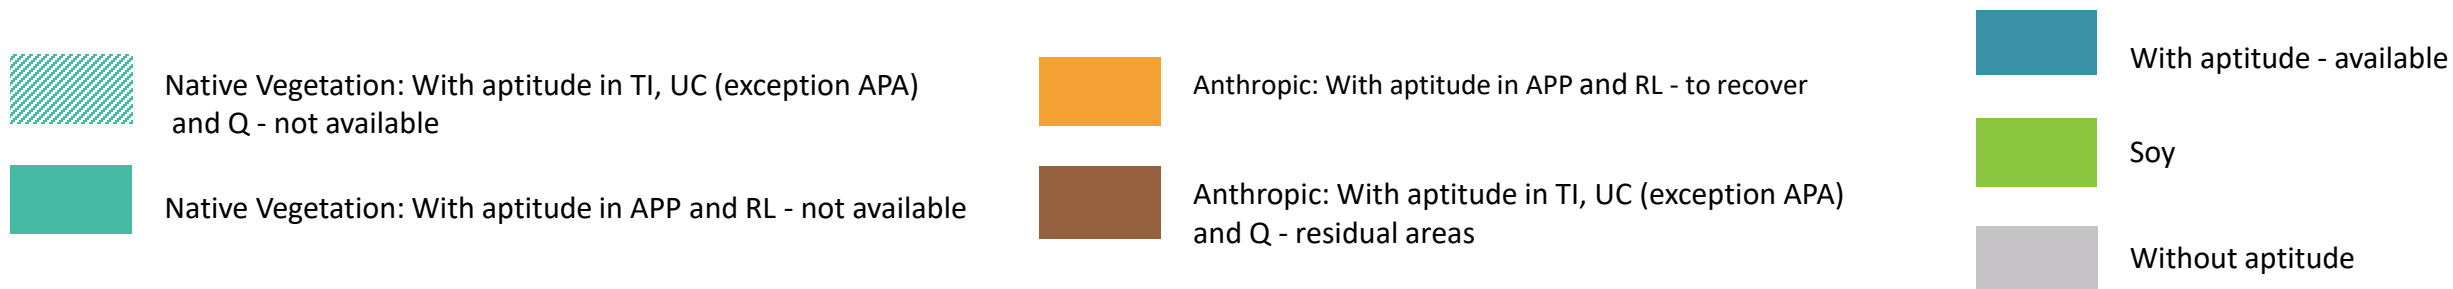 Native Vegetation: With aptitude in TI, UC (exception APA)
and Q - not available
Native Vegetation: With aptitude in APP and RL - not available
Anthropic: With aptitude in APP and RL - to recover
Anthropic: With aptitude in TI, UC (exception APA)
and Q - residual areas
With aptitude - available
Soy
Without aptitude